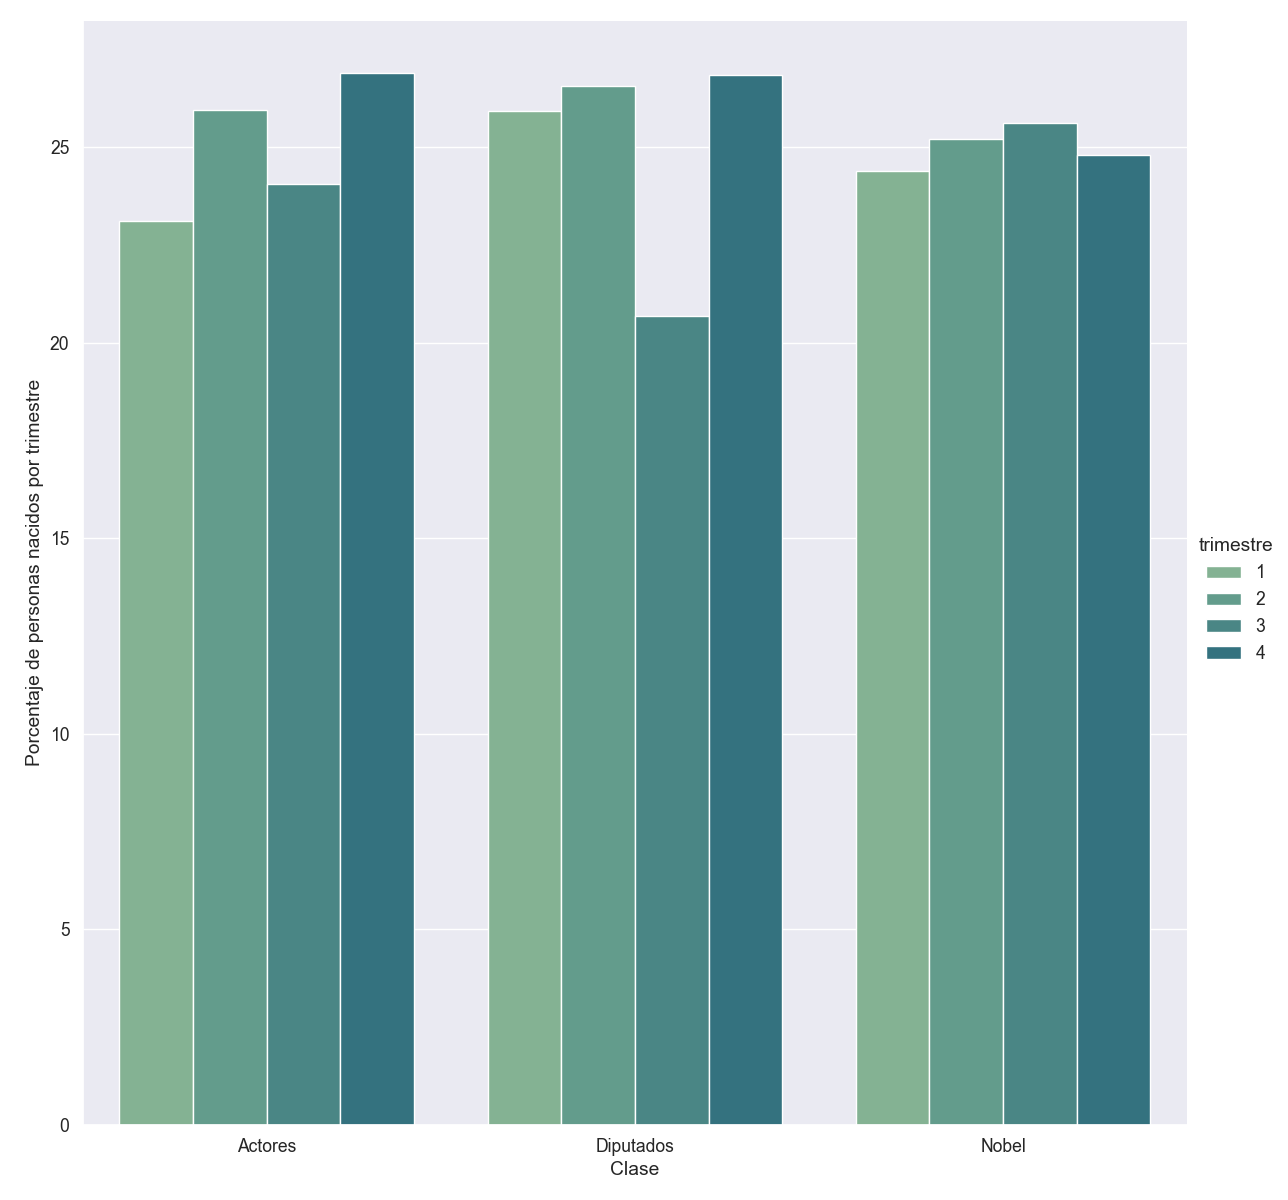 Porcentaje de personas nacidos por trimestre
25
20
15
10
5
0
Actores
Diputados
Nobel
Clase
trimestre
1
2
3
4